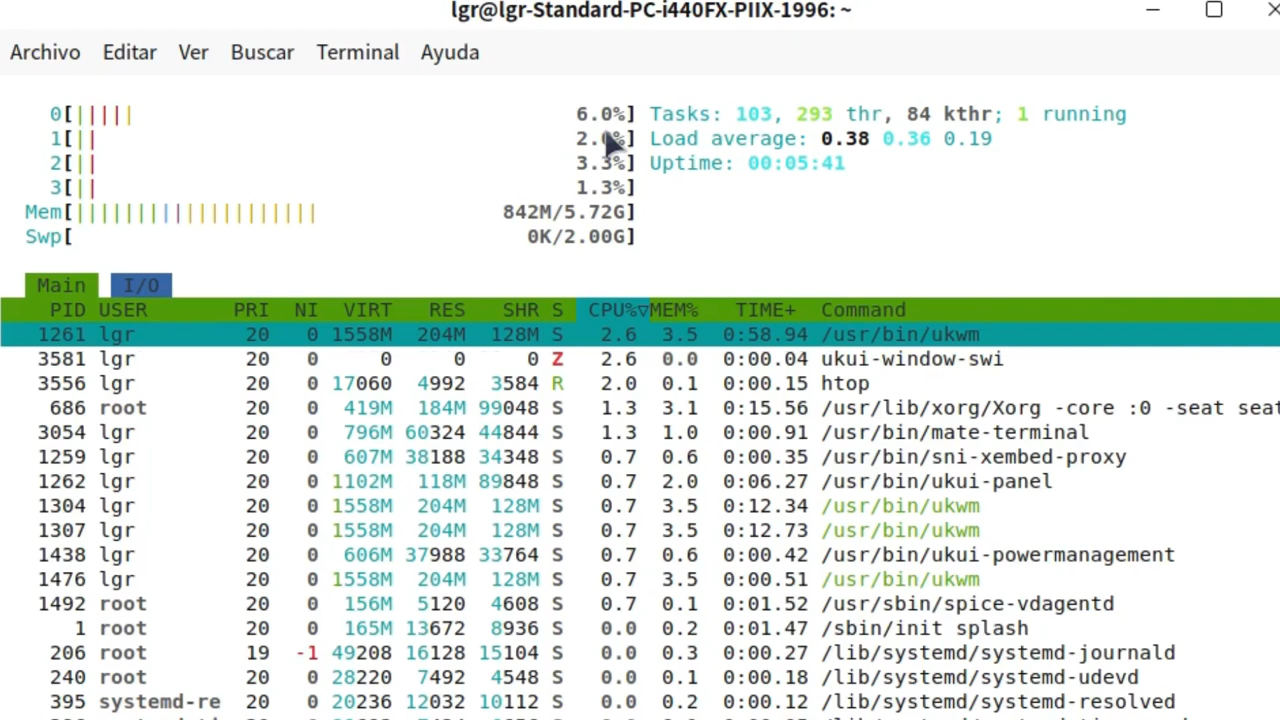 lgr@lgr-Standard-PC-i440FX-PIIX-1996: ~
Archivo Editar Ver Buscar Terminal Ayuda
0[||||| 6.0%] Tasks: 103, 293 thr, 84 kthr; 1 running
1[|| 2.0%] Load average: 0.38 0.36 0.19
2[|| 3.3%] Uptime: 00:05:41
3[|| 1.3%]
Mem[|||||||||||||||||||| 842M/5.72G]
Swp[ 0K/2.00G]
Main I/O
PID USER PRI NI VIRT RES SHR S CPU%▽MEM% TIME+ Command
1261 lgr 20 0 1558M 204M 128M S 2.6 3.5 0:58.94 /usr/bin/ukwm
3581 lgr 20 0 0 0 0 Z 2.6 0.0 0:00.04 ukui-window-swi
3556 lgr 20 0 17060 4992 3584 R 2.0 0.1 0:00.15 htop
686 root 20 0 419M 184M 99048 S 1.3 3.1 0:15.56 /usr/lib/xorg/Xorg -core :0 -seat seat
3054 lgr 20 0 796M 60324 44844 S 1.3 1.0 0:00.91 /usr/bin/mate-terminal
1259 lgr 20 0 607M 38188 34348 S 0.7 0.6 0:00.35 /usr/bin/sni-xembed-proxy
1262 lgr 20 0 1102M 118M 89848 S 0.7 2.0 0:06.27 /usr/bin/ukui-panel
1304 lgr 20 0 1558M 204M 128M S 0.7 3.5 0:12.34 /usr/bin/ukwm
1307 lgr 20 0 1558M 204M 128M S 0.7 3.5 0:12.73 /usr/bin/ukwm
1438 lgr 20 0 606M 37988 33764 S 0.7 0.6 0:00.42 /usr/bin/ukui-powermanagement
1476 lgr 20 0 1558M 204M 128M S 0.7 3.5 0:00.51 /usr/bin/ukwm
1492 root 20 0 156M 5120 4608 S 0.7 0.1 0:01.52 /usr/sbin/spice-vdagentd
1 root 20 0 165M 13672 8936 S 0.0 0.2 0:01.47 /sbin/init splash
206 root 19 -1 49208 16128 15104 S 0.0 0.3 0:00.27 /lib/systemd/systemd-journald
240 root 20 0 28220 7492 4548 S 0.0 0.1 0:00.18 /lib/systemd/systemd-udevd
395 systemd-re 20 0 20236 12032 10112 S 0.0 0.2 0:00.12 /lib/systemd/systemd-resolved